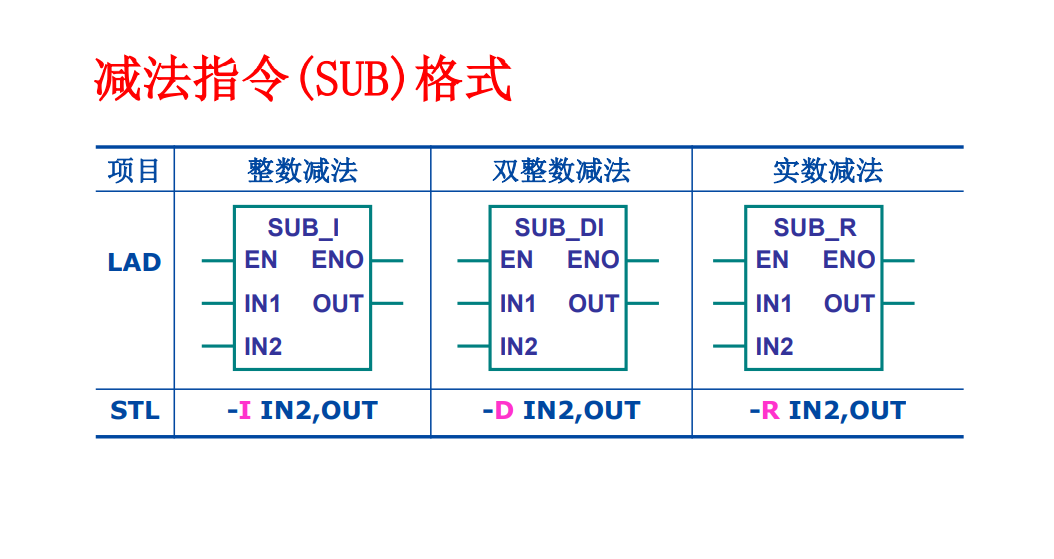 减法指令(SUB)格式
项目 整数减法 双整数减法 实数减法
SUB_I SUB_DI SUB_R
LAD EN ENO EN ENO EN ENO
IN1 OUT IN1 OUT IN1 OUT
IN2 IN2 IN2
STL -I IN2,OUT -D IN2,OUT -R IN2,OUT